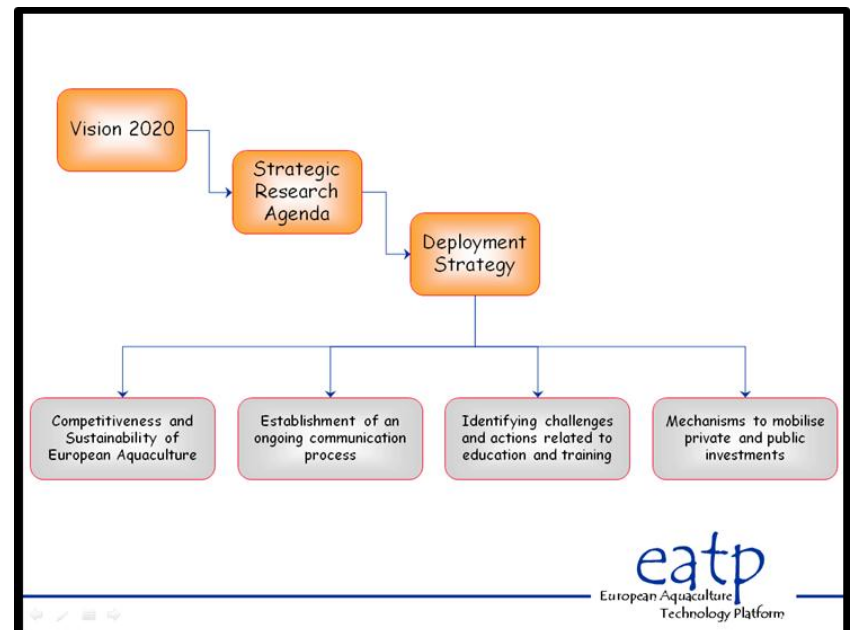 Vision 2020
Strategic
Research
Agenda
Deployment
Strategy
Competitiveness and
Sustainability of
European Aquaculture
Establishment of an
ongoing communication
process
Identifying challenges
and actions related to
education and training
Mechanisms to mobilise
private and public
investments
eatp
European Aquaculture
Technology Platform